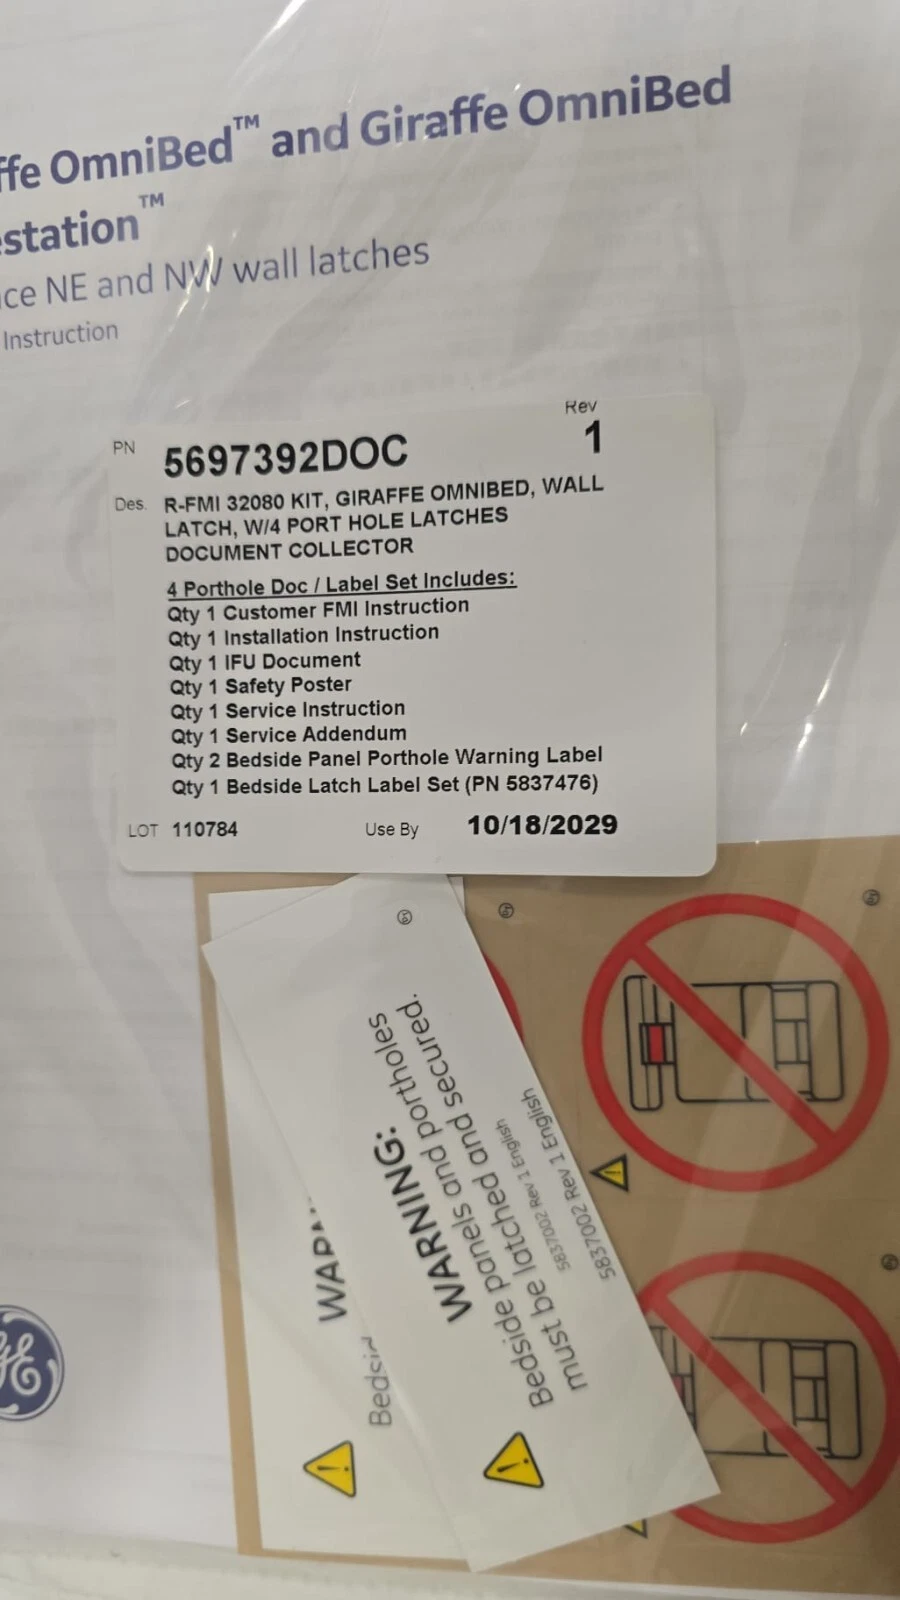 ffe OmniBed™ and Giraffe OmniBed
estation™
ce NE and NW wall latches
Instruction
PN 5697392DOC Rev 1
Des. R-FMI 32080 KIT, GIRAFFE OMNIBED, WALL
LATCH, W/4 PORT HOLE LATCHES
DOCUMENT COLLECTOR
4 Porthole Doc / Label Set Includes:
Qty 1 Customer FMI Instruction
Qty 1 Installation Instruction
Qty 1 IFU Document
Qty 1 Safety Poster
Qty 1 Service Instruction
Qty 1 Service Addendum
Qty 2 Bedside Panel Porthole Warning Label
Qty 1 Bedside Latch Label Set (PN 5837476)
LOT 110784 Use By 10/18/2029
WARNING:
Bedside panels and portholes
must be latched and secured.
5837002 Rev 1 English
5837002 Rev 1 English
GE